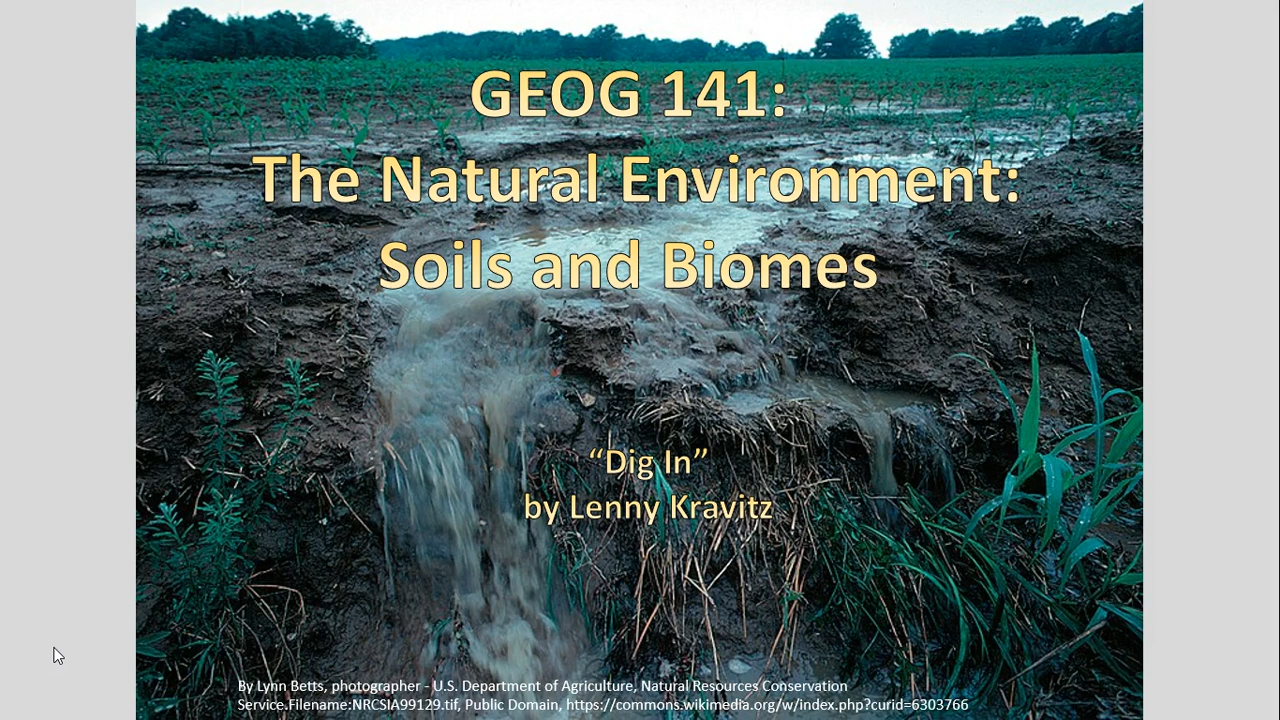 GEOG 141:
The Natural Environment:
Soils and Biomes
“Dig In”
by Lenny Kravitz
By Lynn Betts, photographer - U.S. Department of Agriculture, Natural Resources Conservation
Service.Filename:NRCSIA99129.tif, Public Domain, https://commons.wikimedia.org/w/index.php?curid=6303766